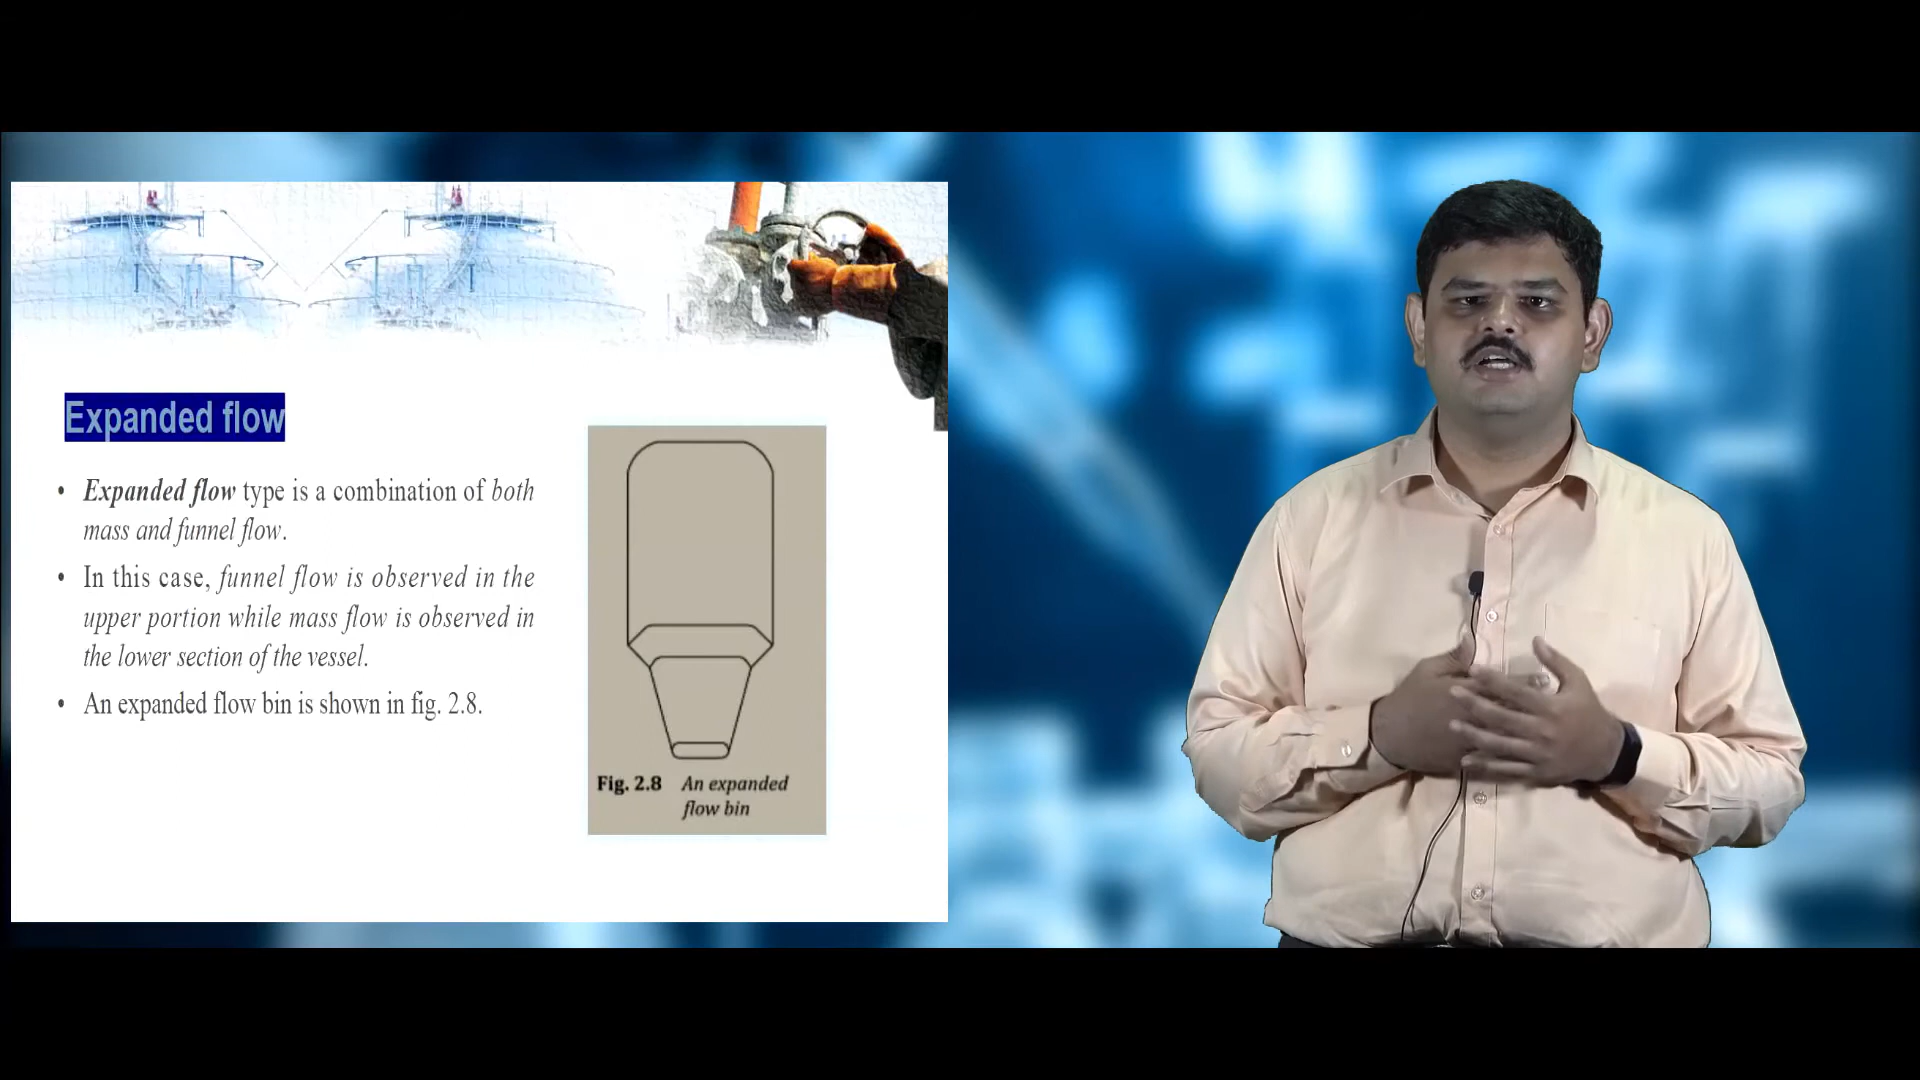 Expanded flow
• Expanded flow type is a combination of both
mass and funnel flow.
• In this case, funnel flow is observed in the
upper portion while mass flow is observed in
the lower section of the vessel.
• An expanded flow bin is shown in fig. 2.8.
Fig. 2.8 An expanded
flow bin